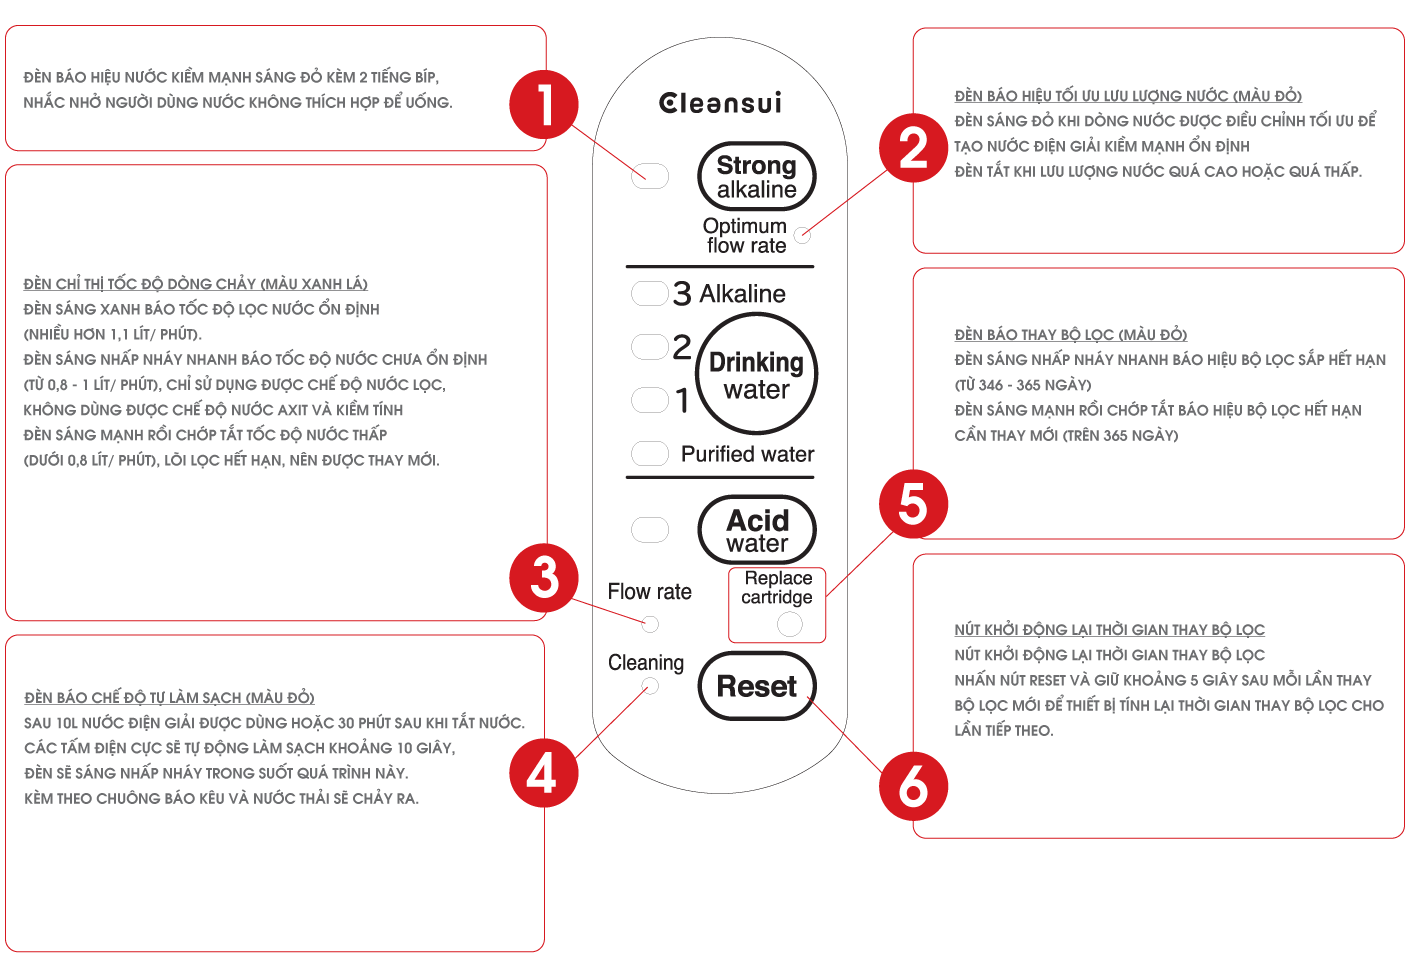 ĐÈN BÁO HIỆU NƯỚC KIỀM MẠNH SÁNG ĐỎ KÈM 2 TIẾNG BÍP,
NHẮC NHỞ NGƯỜI DÙNG NƯỚC KHÔNG THÍCH HỢP ĐỂ UỐNG.
1
ĐÈN CHỈ THỊ TỐC ĐỘ DÒNG CHẢY (MÀU XANH LÁ)
ĐÈN SÁNG XANH BÁO TỐC ĐỘ LỌC NƯỚC ỔN ĐỊNH
(NHIỀU HƠN 1,1 LÍT/ PHÚT).
ĐÈN SÁNG NHẤP NHÁY NHANH BÁO TỐC ĐỘ NƯỚC CHƯA ỔN ĐỊNH
(TỪ 0,8 - 1 LÍT/ PHÚT), CHỈ SỬ DỤNG ĐƯỢC CHẾ ĐỘ NƯỚC LỌC,
KHÔNG DÙNG ĐƯỢC CHẾ ĐỘ NƯỚC AXIT VÀ KIỀM TÍNH
ĐÈN SÁNG MẠNH RỒI CHỚP TẮT TỐC ĐỘ NƯỚC THẤP
(DƯỚI 0,8 LÍT/ PHÚT), LÕI LỌC HẾT HẠN, NÊN ĐƯỢC THAY MỚI.
3
ĐÈN BÁO CHẾ ĐỘ TỰ LÀM SẠCH (MÀU ĐỎ)
SAU 10L NƯỚC ĐIỆN GIẢI ĐƯỢC DÙNG HOẶC 30 PHÚT SAU KHI TẮT NƯỚC.
CÁC TẤM ĐIỆN CỰC SẼ TỰ ĐỘNG LÀM SẠCH KHOẢNG 10 GIÂY,
ĐÈN SẼ SÁNG NHẤP NHÁY TRONG SUỐT QUÁ TRÌNH NÀY.
KÈM THEO CHUÔNG BÁO KÊU VÀ NƯỚC THẢI SẼ CHẢY RA.
4
Cleansui
Strong
alkaline
Optimum
flow rate
3 Alkaline
2
Drinking
water
1
Purified water
Acid
water
Replace
cartridge
Flow rate
Cleaning
Reset
2
ĐÈN BÁO HIỆU TỐI ƯU LƯU LƯỢNG NƯỚC (MÀU ĐỎ)
ĐÈN SÁNG ĐỎ KHI DÒNG NƯỚC ĐƯỢC ĐIỀU CHỈNH TỐI ƯU ĐỂ
TẠO NƯỚC ĐIỆN GIẢI KIỀM MẠNH ỔN ĐỊNH
ĐÈN TẮT KHI LƯU LƯỢNG NƯỚC QUÁ CAO HOẶC QUÁ THẤP.
ĐÈN BÁO THAY BỘ LỌC (MÀU ĐỎ)
ĐÈN SÁNG NHẤP NHÁY NHANH BÁO HIỆU BỘ LỌC SẮP HẾT HẠN
(TỪ 346 - 365 NGÀY)
ĐÈN SÁNG MẠNH RỒI CHỚP TẮT BÁO HIỆU BỘ LỌC HẾT HẠN
CẦN THAY MỚI (TRÊN 365 NGÀY)
5
NÚT KHỞI ĐỘNG LẠI THỜI GIAN THAY BỘ LỌC
NÚT KHỞI ĐỘNG LẠI THỜI GIAN THAY BỘ LỌC
NHẤN NÚT RESET VÀ GIỮ KHOẢNG 5 GIÂY SAU MỖI LẦN THAY
BỘ LỌC MỚI ĐỂ THIẾT BỊ TÍNH LẠI THỜI GIAN THAY BỘ LỌC CHO
LẦN TIẾP THEO.
6